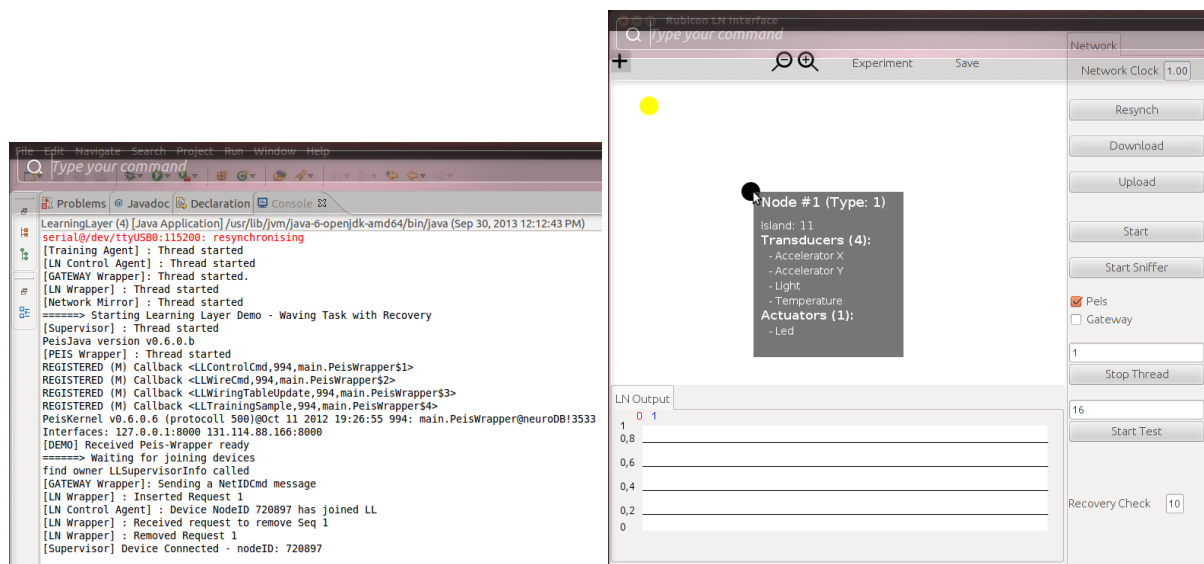 File Edit Navigate Search Project Run Window Help
Type your command
Problems @ Javadoc Declaration Console
LearningLayer (4) [Java Application] /usr/lib/jvm/java-6-openjdk-amd64/bin/java (Sep 30, 2013 12:12:43 PM)
serial@/dev/ttyUSB0:115200: resynchronising
[Training Agent] : Thread started
[LN Control Agent] : Thread started
[GATEWAY Wrapper]: Thread started.
[LN Wrapper] : Thread started
[Network Mirror] : Thread started
======> Starting Learning Layer Demo - Waving Task with Recovery
[Supervisor] : Thread started
PeisJava version v0.6.0.b
[PEIS Wrapper] : Thread started
REGISTERED (M) Callback <LLControlCmd,994,main.PeisWrapper$1>
REGISTERED (M) Callback <LLWireCmd,994,main.PeisWrapper$2>
REGISTERED (M) Callback <LLWiringTableUpdate,994,main.PeisWrapper$3>
REGISTERED (M) Callback <LLTrainingSample,994,main.PeisWrapper$4>
PeisKernel v0.6.0.6 (protocoll 500)@Oct 11 2012 19:26:55 994: main.PeisWrapper@neuroDB!3533
Interfaces: 127.0.0.1:8000 131.114.88.166:8000
[DEMO] Received Peis-Wrapper ready
======> Waiting for joining devices
find owner LLSupervisorInfo called
[GATEWAY Wrapper]: Sending a NetIDCmd message
[LN Wrapper] : Inserted Request 1
[LN Control Agent] : Device NodeID 720897 has joined LL
[LN Wrapper] : Received request to remove Seq 1
[LN Wrapper] : Removed Request 1
[Supervisor] Device Connected - nodeID: 720897
Rubicon LN Interface
Type your command
Experiment Save
Node #1 (Type: 1)
Island: 11
Transducers (4):
- Accelerator X
- Accelerator Y
- Light
- Temperature
Actuators (1):
- Led
LN Output
0 1
1
0,8
0,6
0,4
0,2
0
Network
Network Clock 1.00
Resynch
Download
Upload
Start
Start Sniffer
Peis
Gateway
1
Stop Thread
16
Start Test
Recovery Check 10